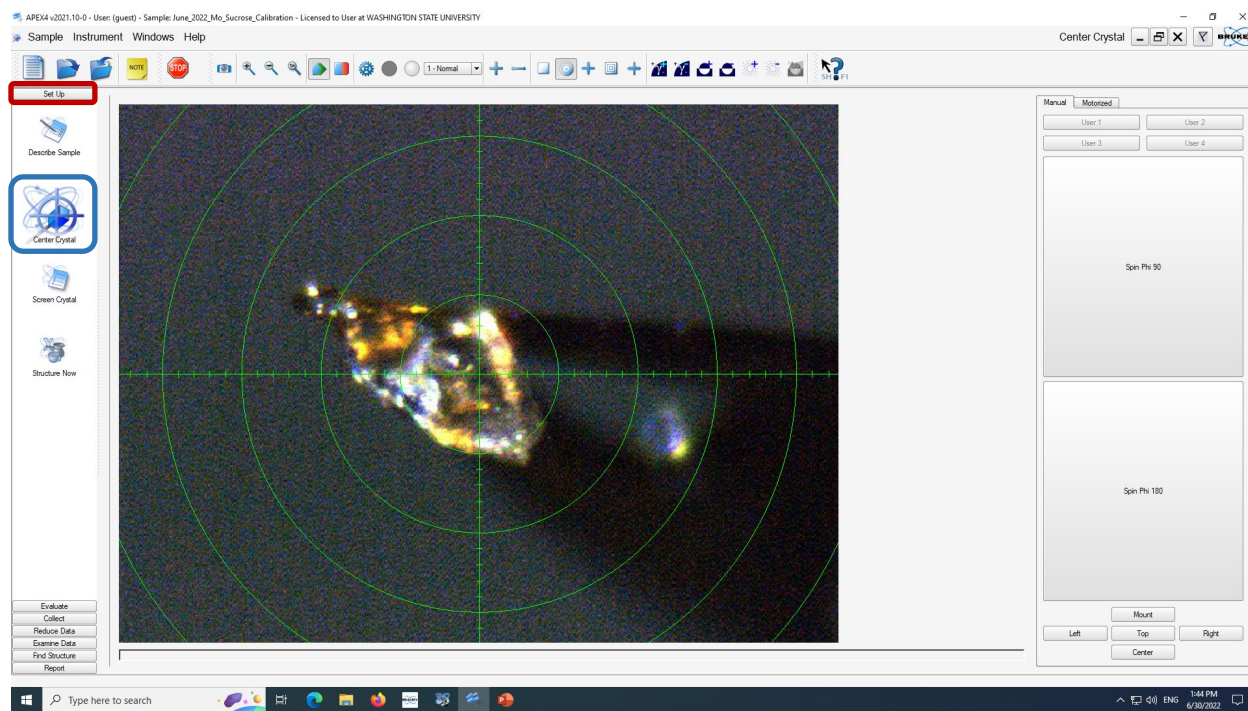 APEX4 v2021.10-0 - User: (guest) - Sample: June_2022_Mo_Sucrose_Calibration - Licensed to User at WASHINGTON STATE UNIVERSITY
Sample Instrument Windows Help Center Crystal BRUKE
NOTE STOP 1 - Normal SH F1
Set Up
Describe Sample
Center Crystal
Screen Crystal
Structure Now
Evaluate
Collect
Reduce Data
Examine Data
Find Structure
Report
Manual Motorized
User 1 User 2
User 3 User 4
Spin Phi 90
Spin Phi 180
Mount
Left Top Right
Center
Type here to search ENG 1:44 PM
6/30/2022